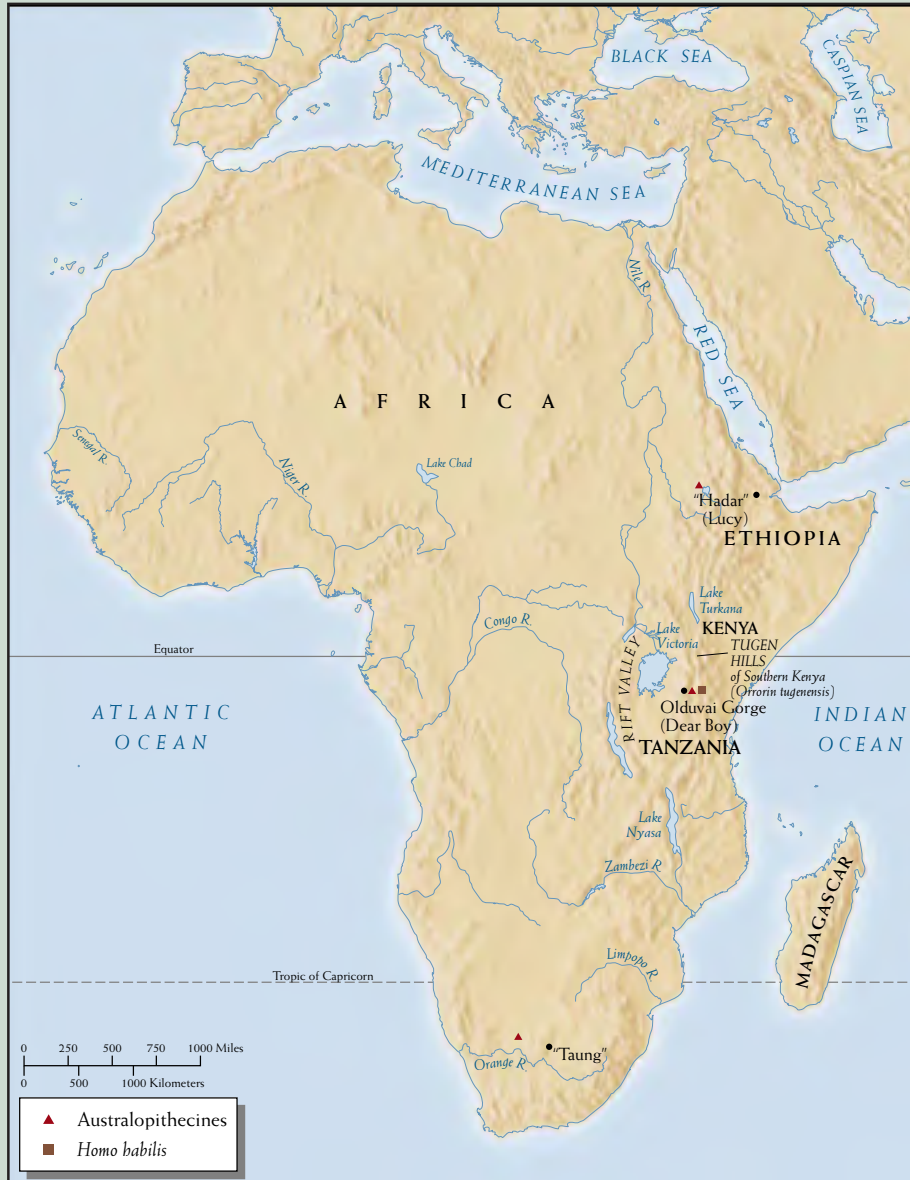 BLACK SEA
CASPIAN SEA
MEDITERRANEAN SEA
Nile R.
RED SEA
A F R I C A
Senegal R.
Niger R.
Lake Chad
"Hadar"
(Lucy)
ETHIOPIA
Lake
Turkana
Congo R
KENYA
Lake
Victoria
TUGEN
HILLS
of Southern Kenya
(Orrorin tugenensis)
Equator
RIFT VALLEY
Olduvai Gorge
(Dear Boy)
TANZANIA
ATLANTIC
OCEAN
INDIAN
OCEAN
Lake
Nyasa
Zambezi R
MADAGASCAR
Limpopo R
Tropic of Capricorn
"Taung"
Orange R.
0 250 500 750 1000 Miles
0 500 1000 Kilometers
Australopithecines
Homo habilis